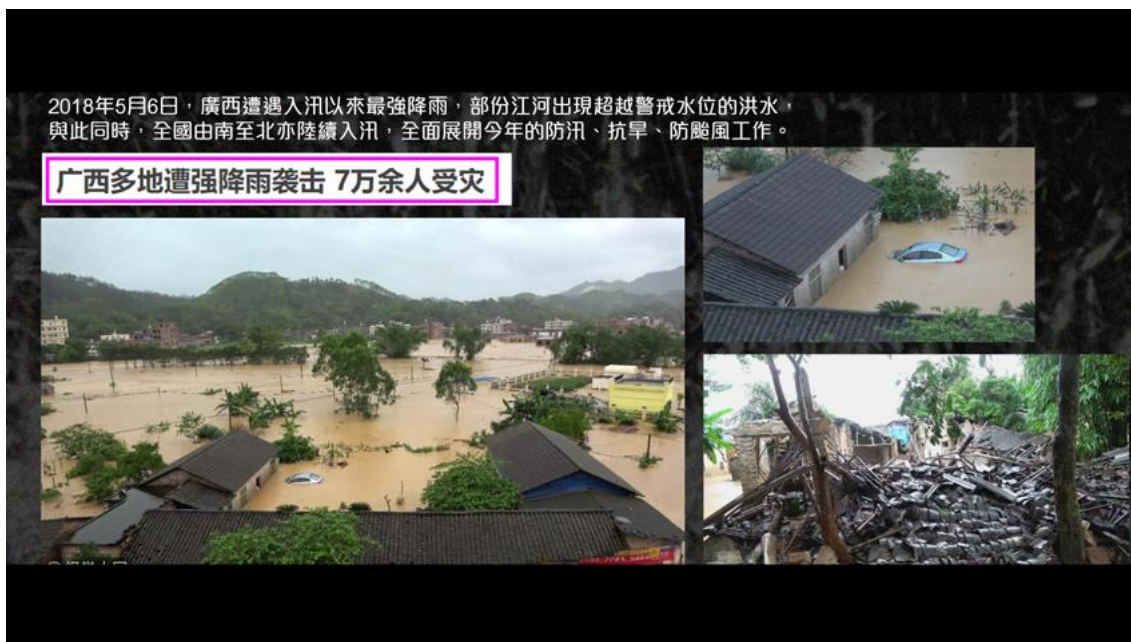 2018年5月6日，廣西遭遇入汛以來最強降雨，部份江河出現超越警戒水位的洪水，
與此同時，全國由南至北亦陸續入汛，全面展開今年的防汛、抗旱、防颱風工作。
广西多地遭强降雨袭击 7万余人受灾